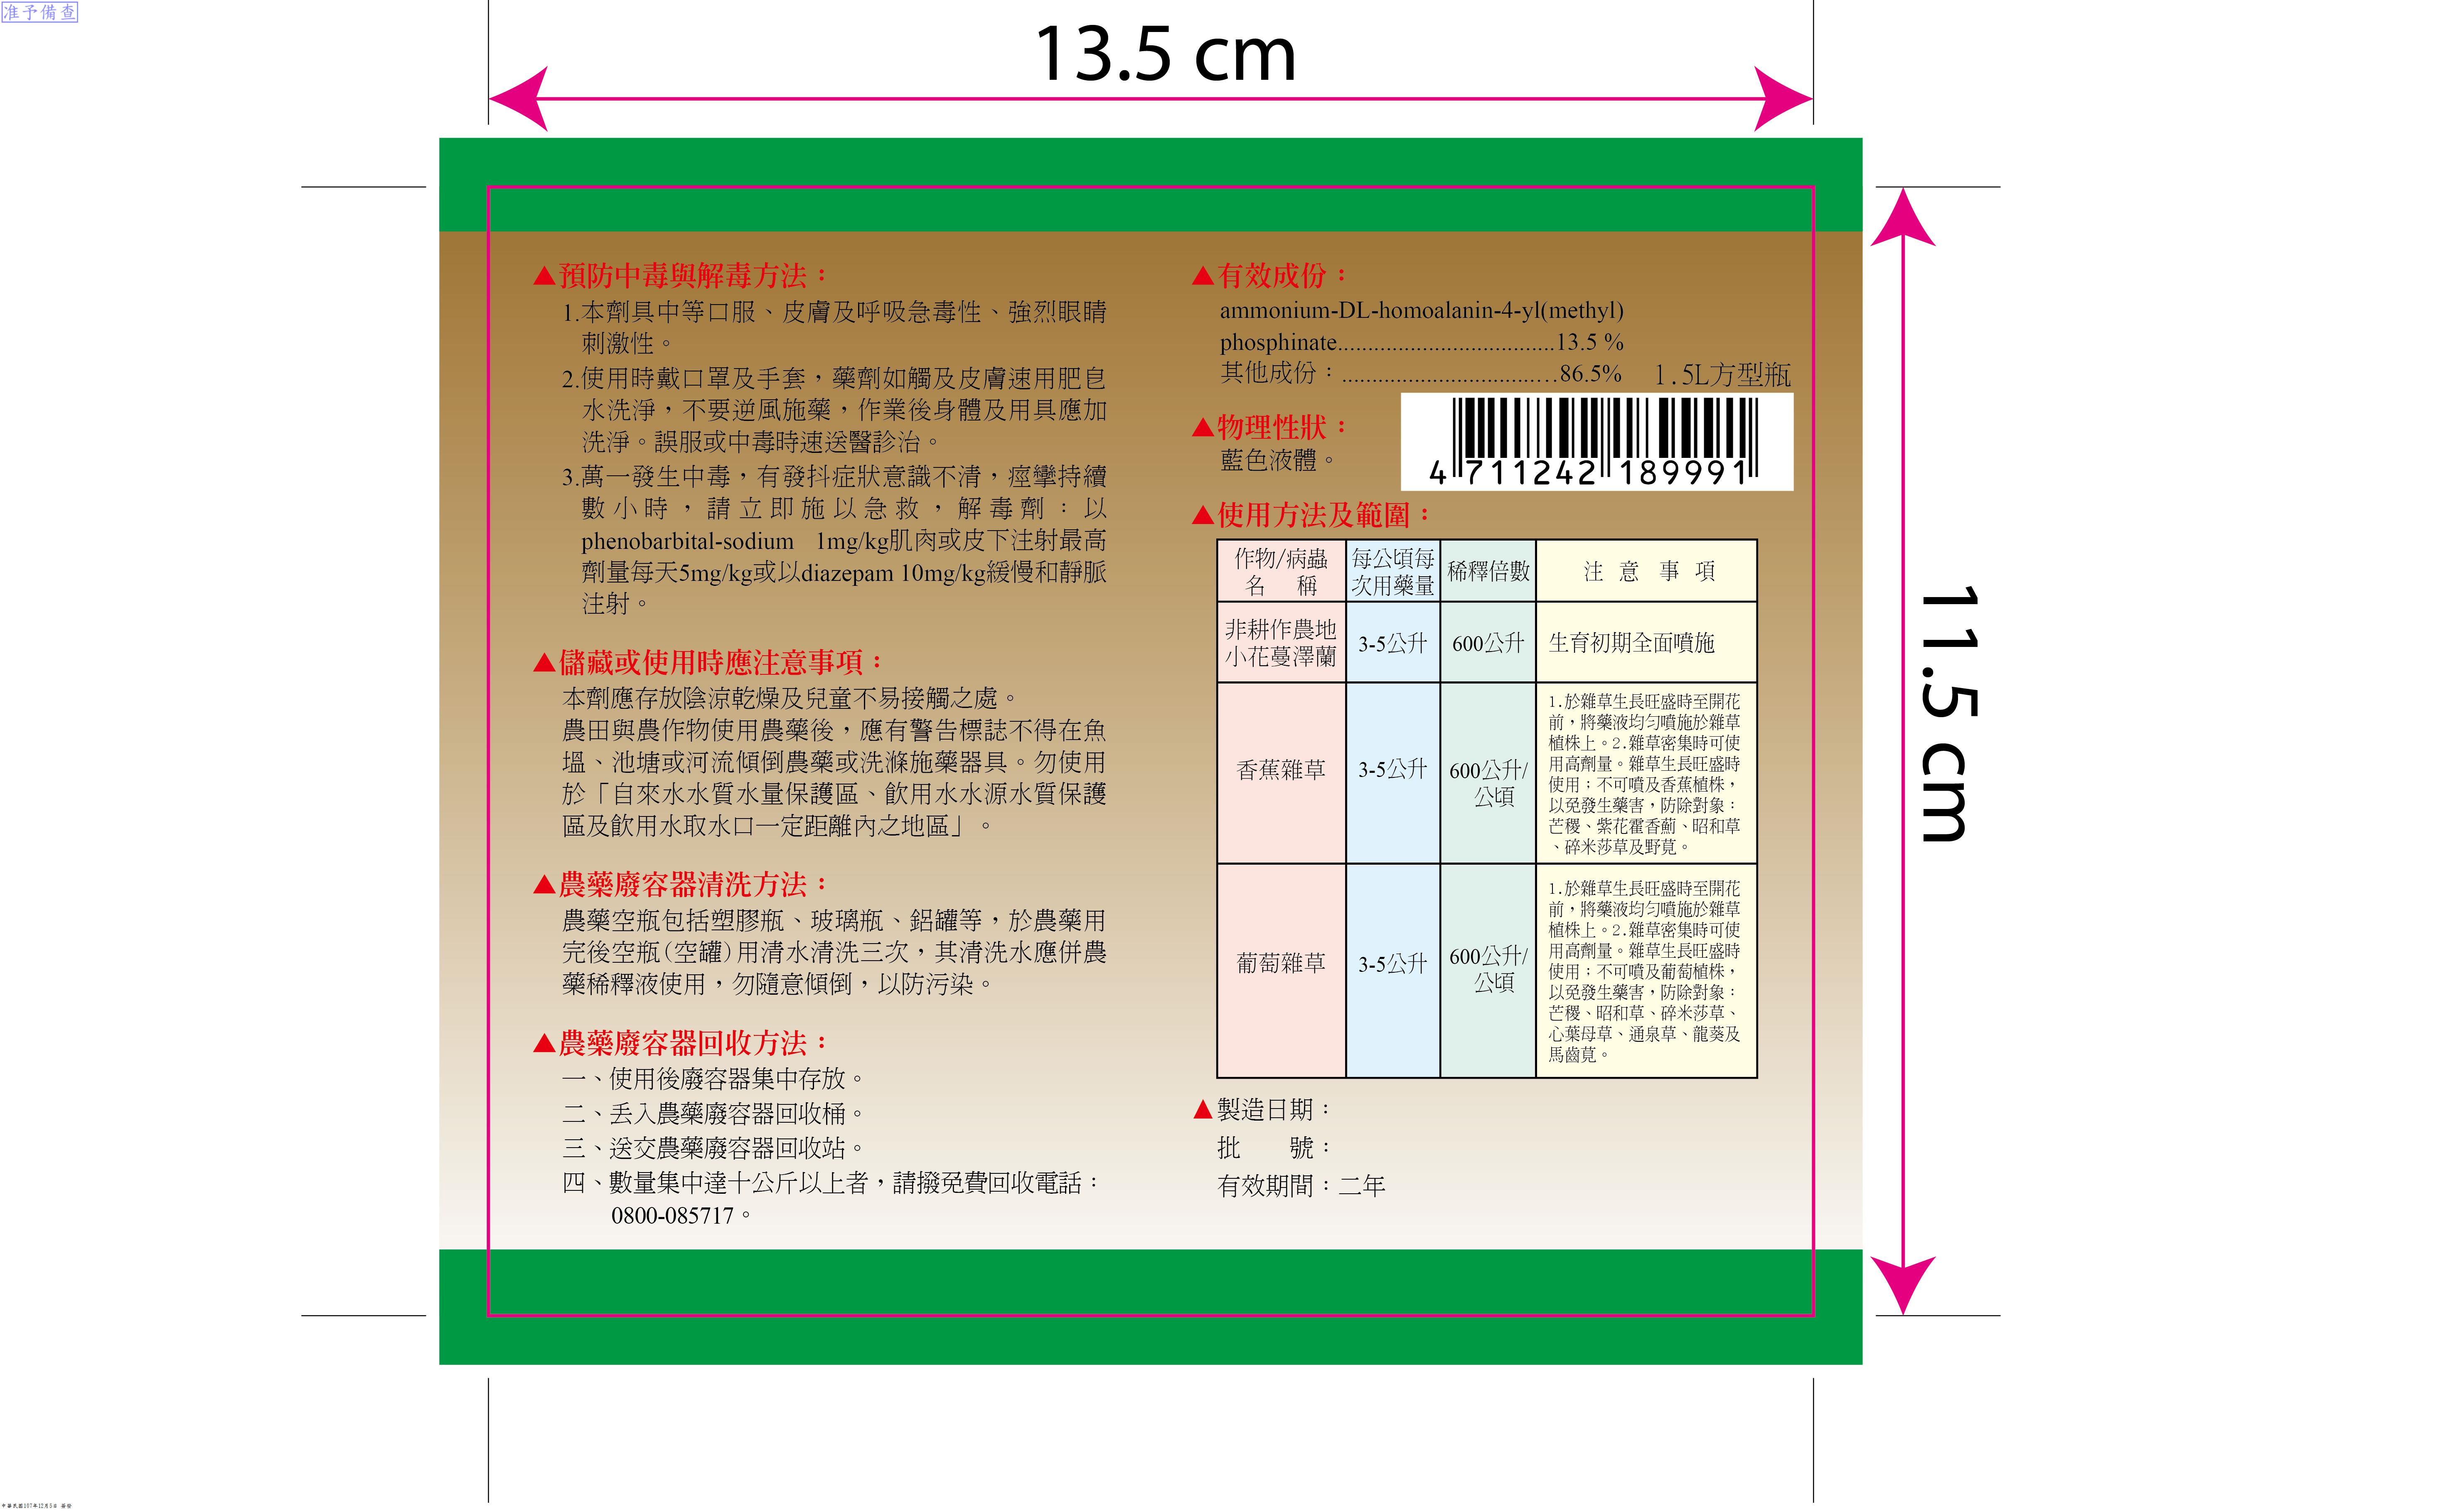 准予備查
13.5 cm
▲預防中毒與解毒方法：
1.本劑具中等口服、皮膚及呼吸急毒性、強烈眼睛
刺激性。
2.使用時戴口罩及手套，藥劑如觸及皮膚速用肥皂
水洗淨，不要逆風施藥，作業後身體及用具應加
洗淨。誤服或中毒時速送醫診治。
3.萬一發生中毒，有發抖症狀意識不清，痙攣持續
數小時，請立即施以急救，解毒劑：以
phenobarbital-sodium 1mg/kg肌內或皮下注射最高
劑量每天5mg/kg或以diazepam 10mg/kg緩慢和靜脈
注射。
▲儲藏或使用時應注意事項：
本劑應存放陰涼乾燥及兒童不易接觸之處。
農田與農作物使用農藥後，應有警告標誌不得在魚
塭、池塘或河流傾倒農藥或洗滌施藥器具。勿使用
於「自來水水質水量保護區、飲用水水源水質保護
區及飲用水取水口一定距離內之地區」。
▲農藥廢容器清洗方法：
農藥空瓶包括塑膠瓶、玻璃瓶、鋁罐等，於農藥用
完後空瓶(空罐)用清水清洗三次，其清洗水應併農
藥稀釋液使用，勿隨意傾倒，以防污染。
▲農藥廢容器回收方法：
一、使用後廢容器集中存放。
二、丟入農藥廢容器回收桶。
三、送交農藥廢容器回收站。
四、數量集中達十公斤以上者，請撥免費回收電話：
0800-085717。
▲有效成份：
ammonium-DL-homoalanin-4-yl(methyl)
phosphinate....................................13.5 %
其他成份：...................................86.5%
1.5L方型瓶
▲物理性狀：
藍色液體。
4 711242 189991
▲使用方法及範圍：
作物/病蟲
名 稱
每公頃每
次用藥量
稀釋倍數
注 意 事 項
非耕作農地
小花蔓澤蘭
3-5公升
600公升
生育初期全面噴施
香蕉雜草
3-5公升
600公升/
公頃
1.於雜草生長旺盛時至開花
前，將藥液均勻噴施於雜草
植株上。2.雜草密集時可使
用高劑量。雜草生長旺盛時
使用；不可噴及香蕉植株，
以免發生藥害，防除對象：
芒稷、紫花霍香薊、昭和草
、碎米莎草及野莧。
葡萄雜草
3-5公升
600公升/
公頃
1.於雜草生長旺盛時至開花
前，將藥液均勻噴施於雜草
植株上。2.雜草密集時可使
用高劑量。雜草生長旺盛時
使用；不可噴及葡萄植株，
以免發生藥害，防除對象：
芒稷、昭和草、碎米莎草、
心葉母草、通泉草、龍葵及
馬齒莧。
▲製造日期：
批 號：
有效期間：二年
11.5 cm
中華民國107年12月5日